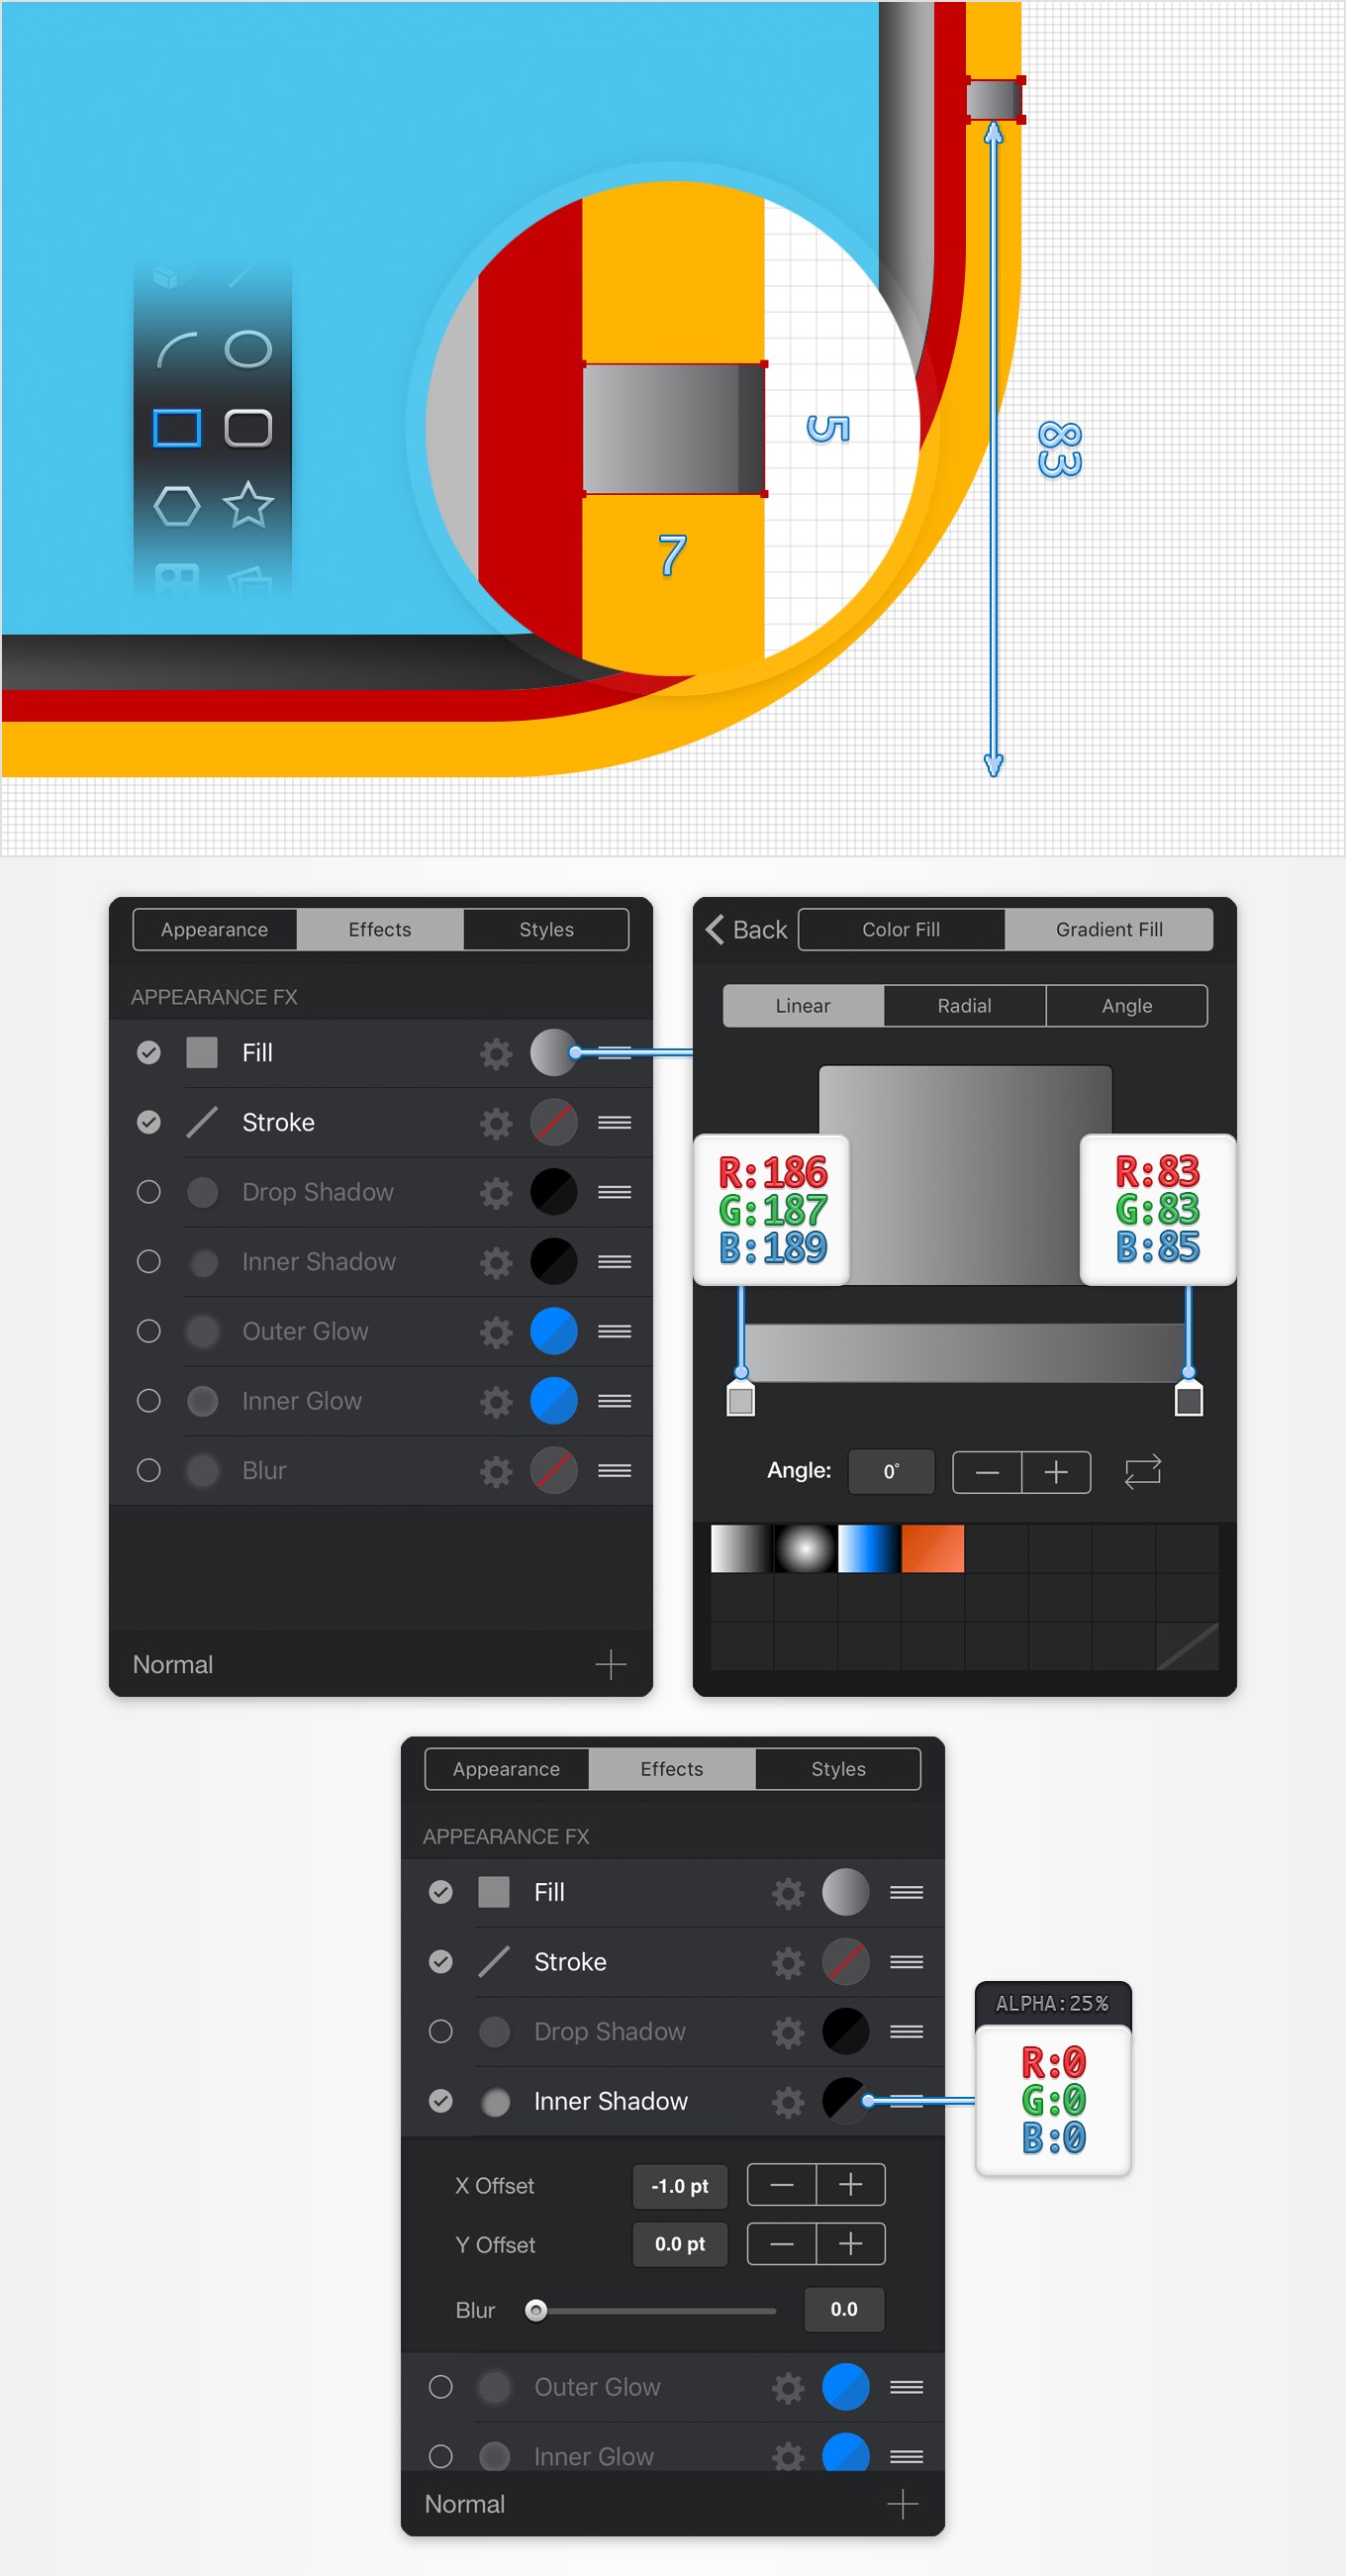 83
5
7
Appearance Effects Styles
APPEARANCE FX
Fill
Stroke
Drop Shadow
Inner Shadow
Outer Glow
Inner Glow
Blur
Normal
Back Color Fill Gradient Fill
Linear Radial Angle
R:186
G:187
B:189
R:83
G:83
B:85
Angle: 0°
Appearance Effects Styles
APPEARANCE FX
Fill
Stroke
Drop Shadow
Inner Shadow
ALPHA:25%
R:0
G:0
B:0
X Offset -1.0 pt
Y Offset 0.0 pt
Blur 0.0
Outer Glow
Inner Glow
Normal